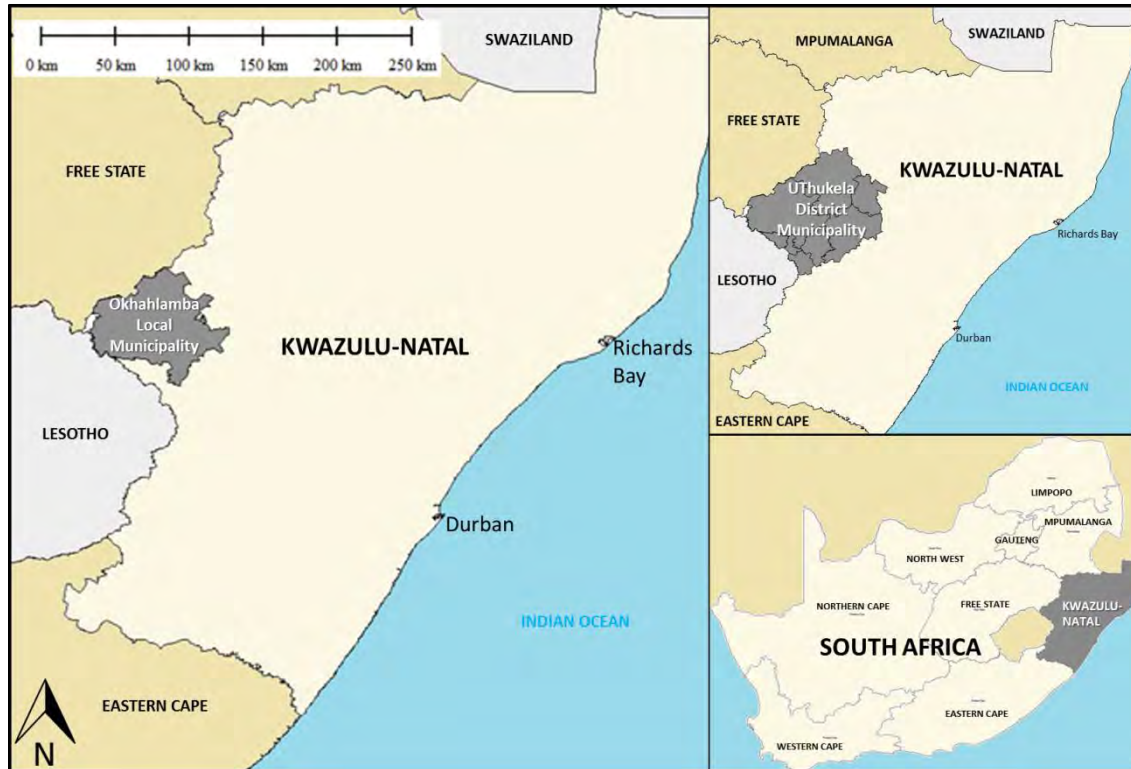 SWAZILAND
0 km 50 km 100 km 150 km 200 km 250 km
FREE STATE
Okhahlamba
Local
Municipality
KWAZULU-NATAL
Richards
Bay
LESOTHO
Durban
INDIAN OCEAN
EASTERN CAPE
N
MPUMALANGA
SWAZILAND
FREE STATE
KWAZULU-NATAL
UThukela
District
Municipality
Richards Bay
LESOTHO
Durban
INDIAN OCEAN
EASTERN CAPE
LIMPOPO
MPUMALANGA
GAUTENG
NORTH WEST
NORTHERN CAPE
FREE STATE
KWAZULU-
NATAL
SOUTH AFRICA
EASTERN CAPE
WESTERN CAPE